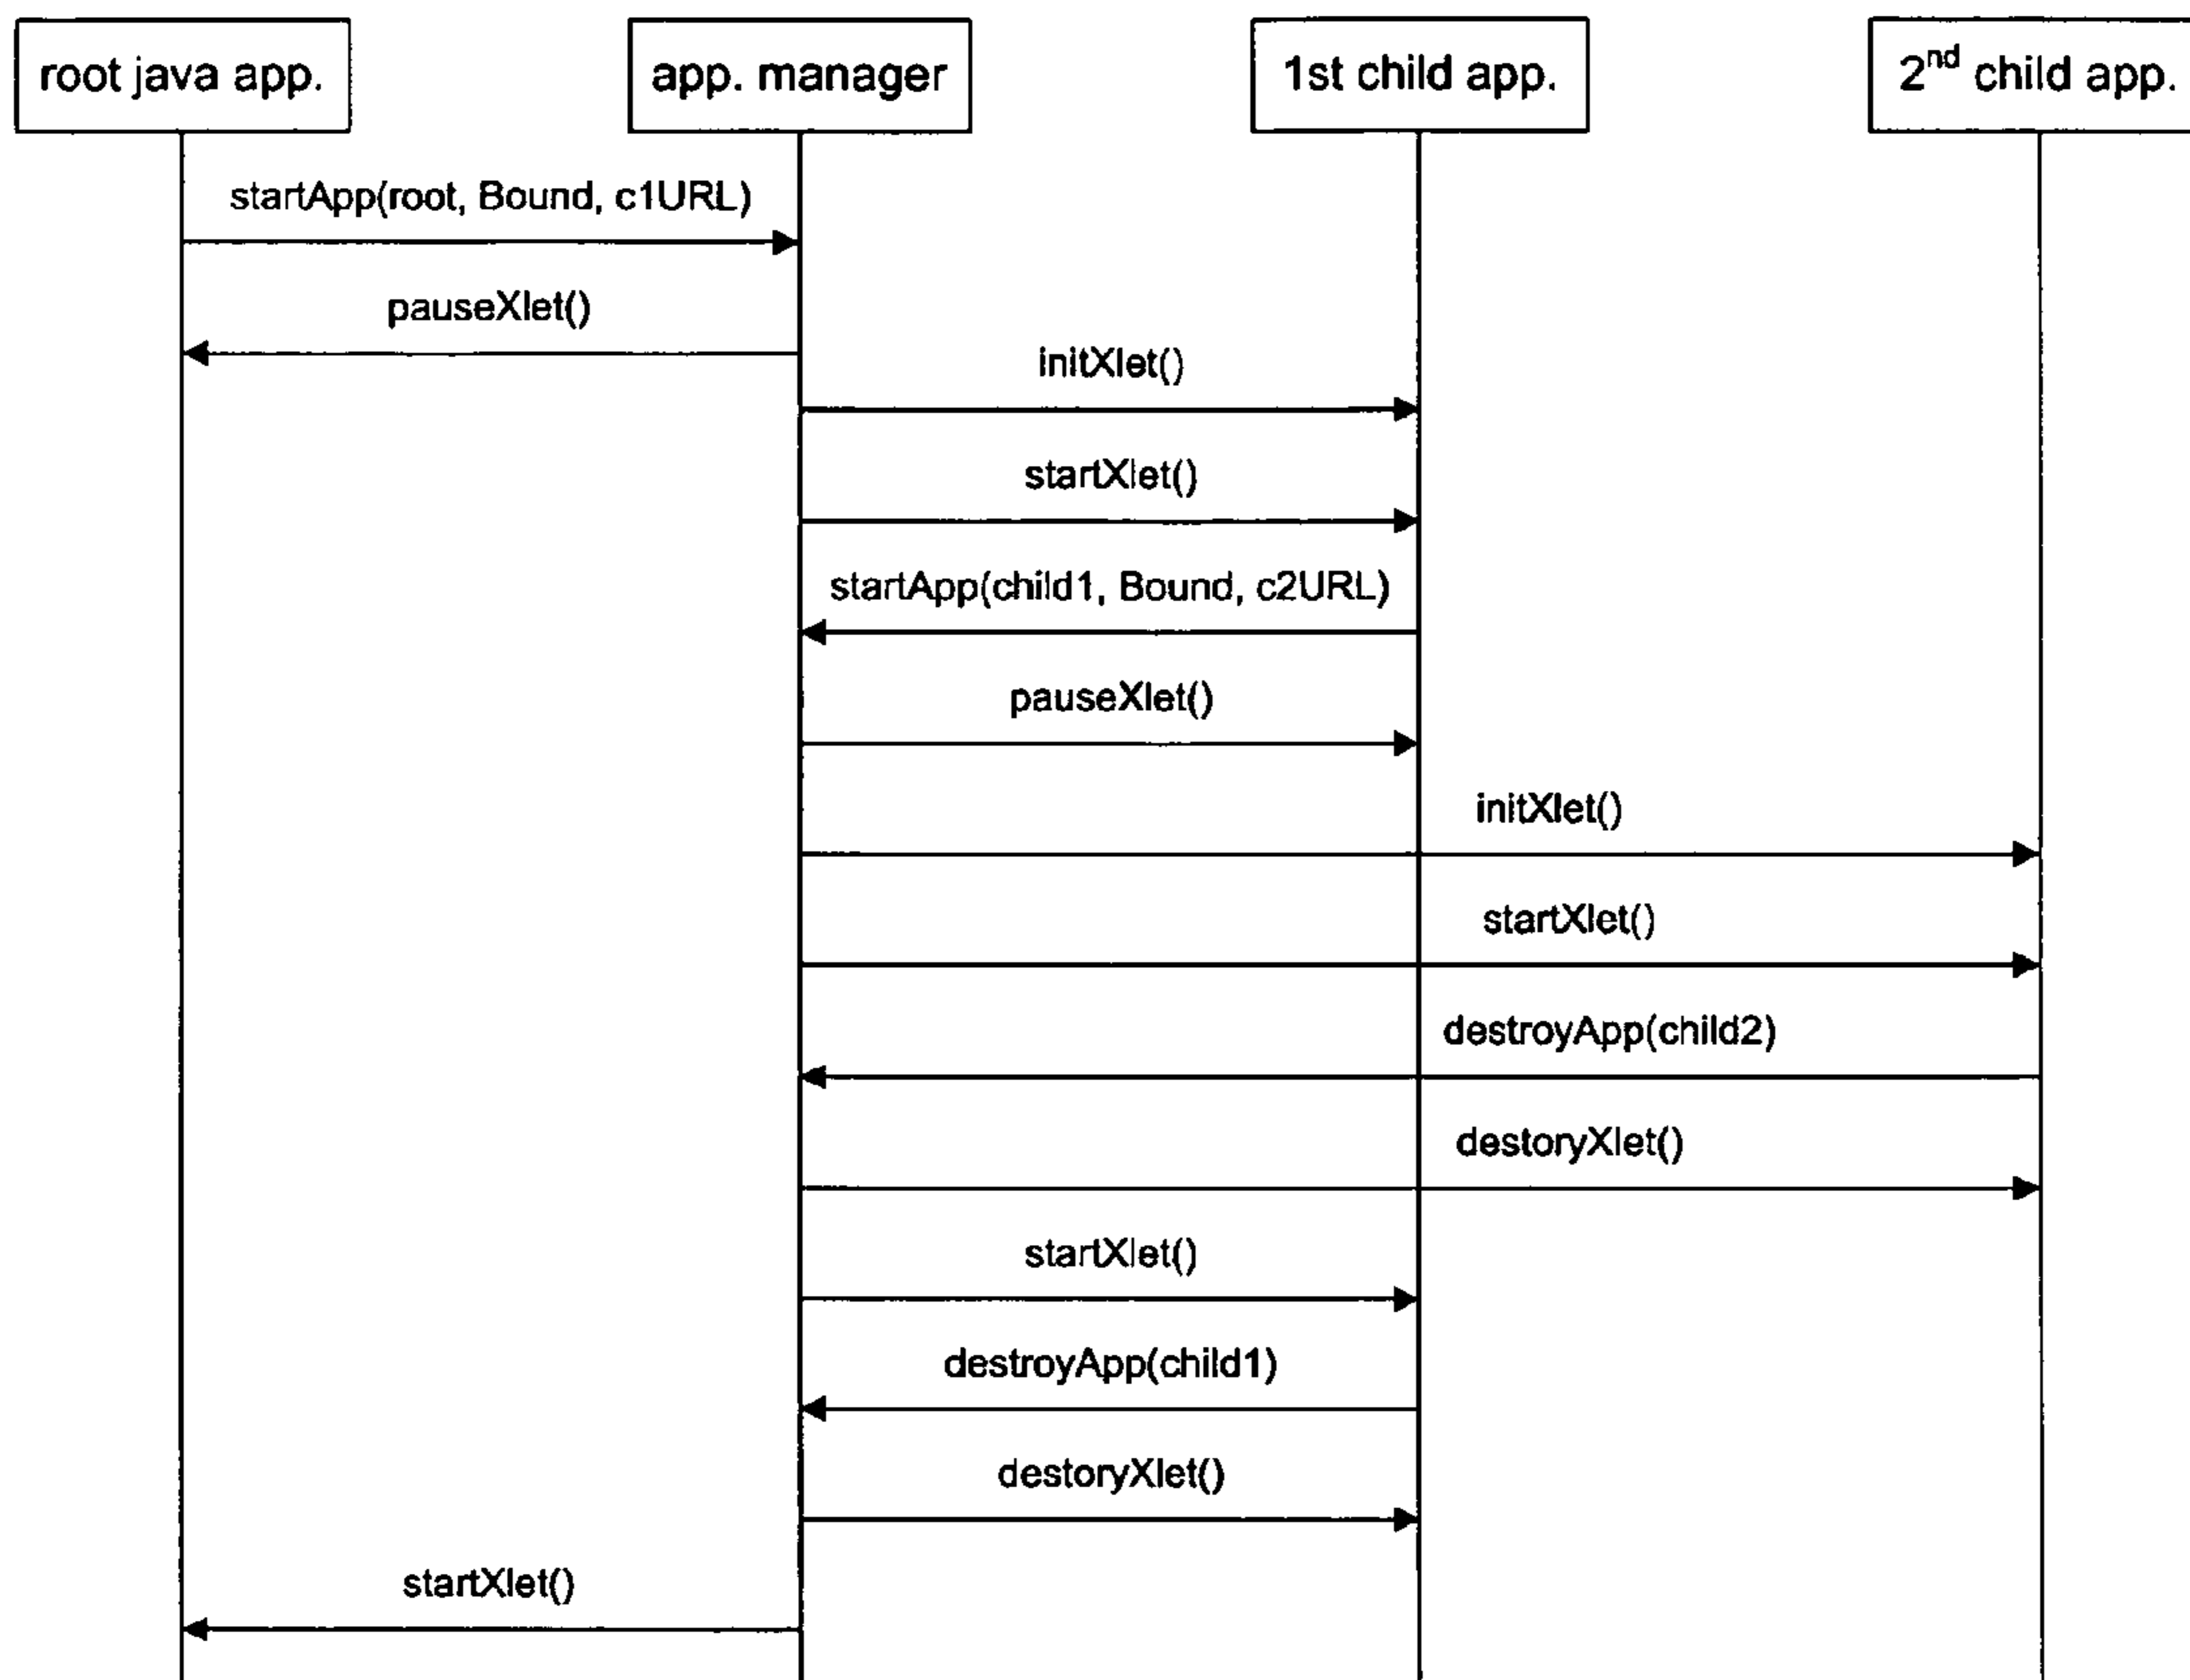 root java app.
app. manager
1st child app.
2nd child app.
startApp(root, Bound, c1URL)
pauseXlet()
initXlet()
startXlet()
startApp(child1, Bound, c2URL)
pauseXlet()
initXlet()
startXlet()
destroyApp(child2)
destoryXlet()
startXlet()
destroyApp(child1)
destoryXlet()
startXlet()